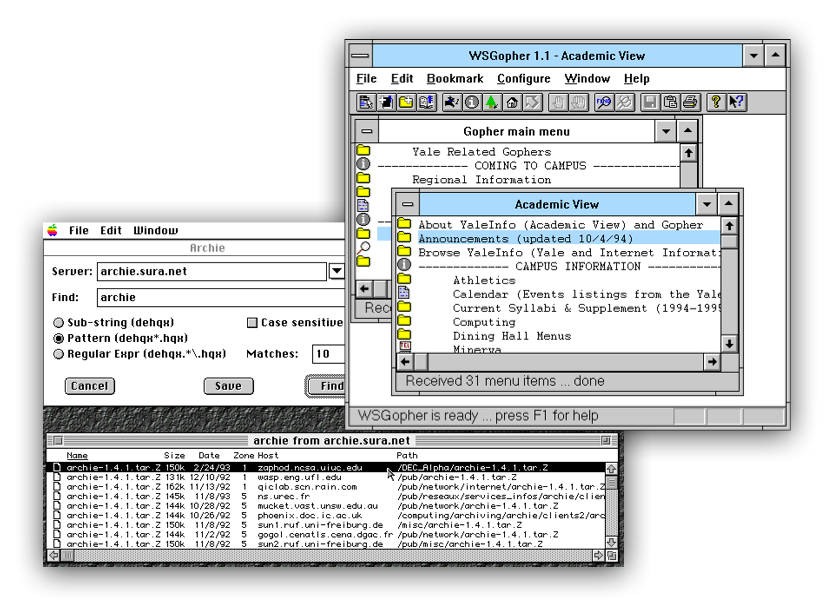 WSGopher 1.1 - Academic View
File Edit Bookmark Configure Window Help
Gopher main menu
Yale Related Gophers
-------------- COMING TO CAMPUS --------------
Regional Information
Academic View
About YaleInfo (Academic View) and Gopher
Announcements (updated 10/4/94)
Browse YaleInfo (Yale and Internet Informati
-------------- CAMPUS INFORMATION -----------
Athletics
Calendar (Events listings from the Yale
Current Syllabi & Supplement (1994-1995
Computing
Dining Hall Menus
Minerva
Received 31 menu items ... done
Rec
WSGopher is ready ... press F1 for help
File Edit Window
Archie
Server: archie.sura.net
Find: archie
Sub-string (dehqx)
Case sensitive
Pattern (dehqx*.hqx)
Regular Expr (dehqx.*\.hqx) Matches: 10
Cancel Save Find
archie from archie.sura.net
Name Size Date Zone Host Path
archie-1.4.1.tar.Z 150k 2/24/93 1 zaphod.ncsa.uiuc.edu /DEC_Alpha/archie-1.4.1.tar.Z
archie-1.4.1.tar.Z 131k 12/10/92 1 wasp.eng.ufl.edu /pub/archie-1.4.1.tar.Z
archie-1.4.1.tar.Z 162k 11/13/92 1 qiclab.scn.rain.com /pub/network/internet/archie-1.4.1.tar.Z
archie-1.4.1.tar.Z 145k 11/8/93 5 ns.urec.fr /pub/reseaux/services_infos/archie/clien
archie-1.4.1.tar.Z 144k 10/28/92 5 mucket.vast.unsw.edu.au /pub/network/archie-1.4.1.tar.Z
archie-1.4.1.tar.Z 144k 10/26/92 5 phoenix.doc.ic.ac.uk /computing/archiving/archie/clients2/arc
archie-1.4.1.tar.Z 150k 11/8/92 5 sun1.ruf.uni-freiburg.de /misc/archie-1.4.1.tar.Z
archie-1.4.1.tar.Z 144k 11/2/92 5 gogol.cenatls.cena.dgac.fr /pub/network/archie-1.4.1.tar.Z
archie-1.4.1.tar.Z 150k 11/8/92 5 sun2.ruf.uni-freiburg.de /pub/misc/archie-1.4.1.tar.Z